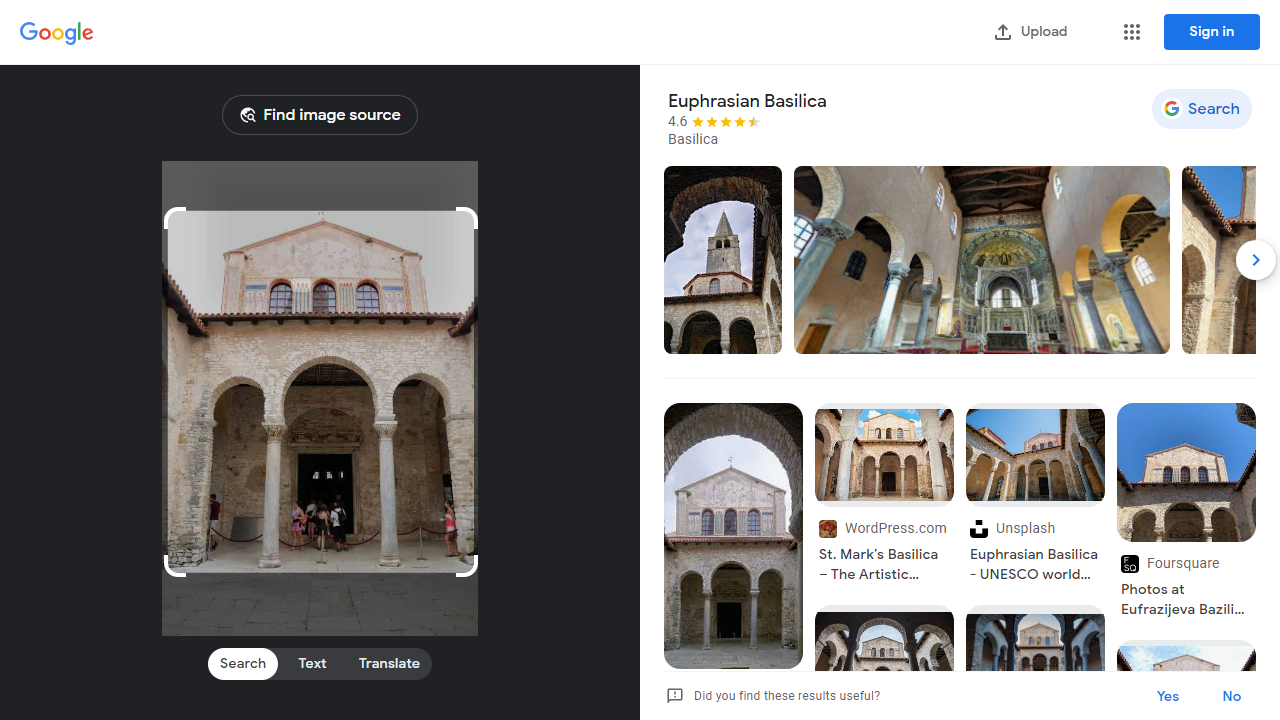 Google
Upload
Sign in
Find image source
Search
Text
Translate
Euphrasian Basilica
4.6
Basilica
Search
WordPress.com
St. Mark's Basilica
– The Artistic...
Unsplash
Euphrasian Basilica
- UNESCO world...
Foursquare
Photos at
Eufrazijeva Bazili...
Did you find these results useful?
Yes
No